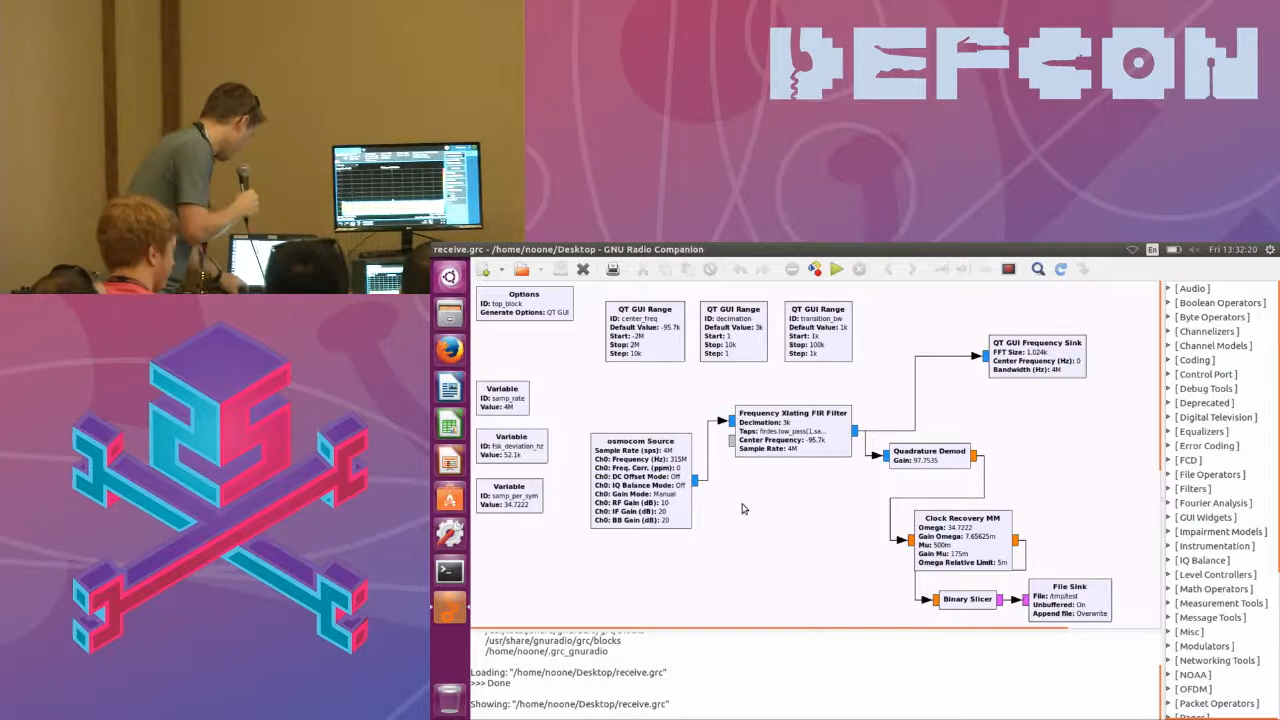 DEFCON
receive.grc - /home/noone/Desktop - GNU Radio Companion
En
Fri 13:32:20
Options
ID: top_block
Generate Options: QT GUI
QT GUI Range
ID: center_freq
Default Value: -95.7k
Start: -2M
Stop: 2M
Step: 10k
QT GUI Range
ID: decimation
Default Value: 3k
Start: 1
Stop: 10k
Step: 1
QT GUI Range
ID: transition_bw
Default Value: 1k
Start: 1k
Stop: 100k
Step: 1k
QT GUI Frequency Sink
FFT Size: 1.024k
Center Frequency (Hz): 0
Bandwidth (Hz): 4M
Variable
ID: samp_rate
Value: 4M
Variable
ID: fsk_deviation_hz
Value: 52.1k
Variable
ID: samp_per_sym
Value: 34.7222
osmocom Source
Sample Rate (sps): 4M
Ch0: Frequency (Hz): 315M
Ch0: Freq. Corr. (ppm): 0
Ch0: DC Offset Mode: Off
Ch0: IQ Balance Mode: Off
Ch0: Gain Mode: Manual
Ch0: RF Gain (dB): 10
Ch0: IF Gain (dB): 20
Ch0: BB Gain (dB): 20
Frequency Xlating FIR Filter
Decimation: 3k
Taps: firdes.low_pass(1,sa...
Center Frequency: -95.7k
Sample Rate: 4M
Quadrature Demod
Gain: 97.7535
Clock Recovery MM
Omega: 34.7222
Gain Omega: 7.65625m
Mu: 500m
Gain Mu: 175m
Omega Relative Limit: 5m
Binary Slicer
File Sink
File: /tmp/test
Unbuffered: On
Append file: Overwrite
[ Audio ]
[ Boolean Operators ]
[ Byte Operators ]
[ Channelizers ]
[ Channel Models ]
[ Coding ]
[ Control Port ]
[ Debug Tools ]
[ Deprecated ]
[ Digital Television ]
[ Equalizers ]
[ Error Coding ]
[ FCD ]
[ File Operators ]
[ Filters ]
[ Fourier Analysis ]
[ GUI Widgets ]
[ Impairment Models ]
[ Instrumentation ]
[ IQ Balance ]
[ Level Controllers ]
[ Math Operators ]
[ Measurement Tools ]
[ Message Tools ]
[ Misc ]
[ Modulators ]
[ Networking Tools ]
[ NOAA ]
[ OFDM ]
[ Packet Operators ]
/usr/share/gnuradio/grc/blocks
/home/noone/.grc_gnuradio
Loading: "/home/noone/Desktop/receive.grc"
>>> Done
Showing: "/home/noone/Desktop/receive.grc"